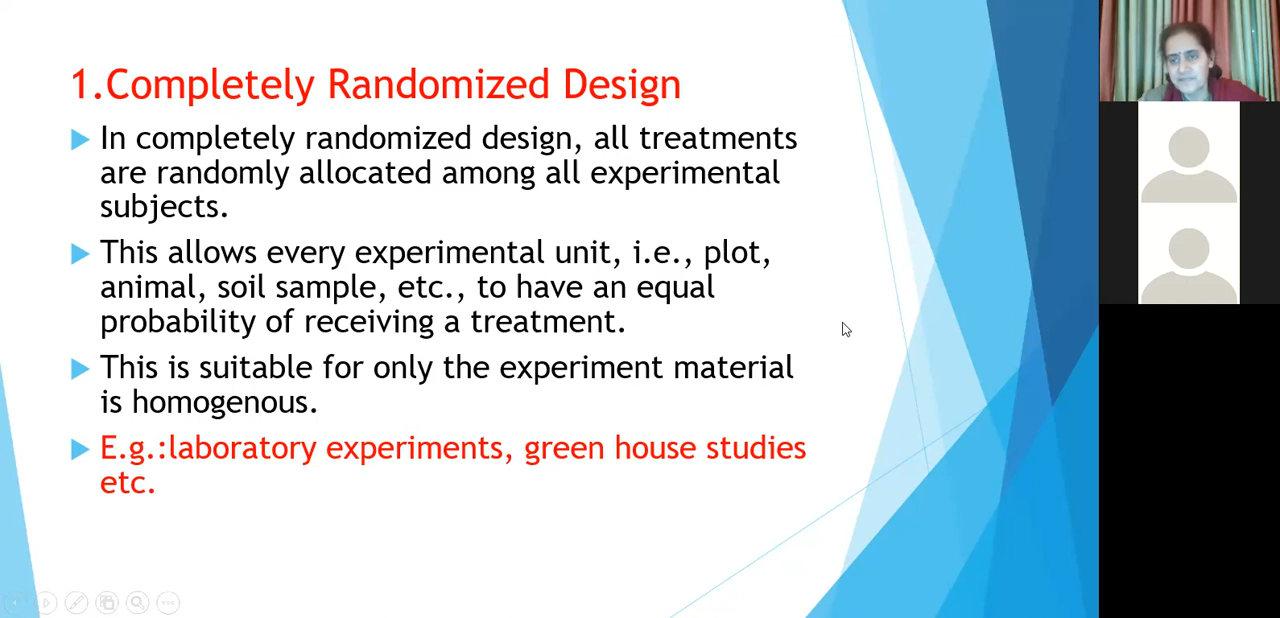 1.Completely Randomized Design
In completely randomized design, all treatments
are randomly allocated among all experimental
subjects.
This allows every experimental unit, i.e., plot,
animal, soil sample, etc., to have an equal
probability of receiving a treatment.
This is suitable for only the experiment material
is homogenous.
E.g.:laboratory experiments, green house studies
etc.